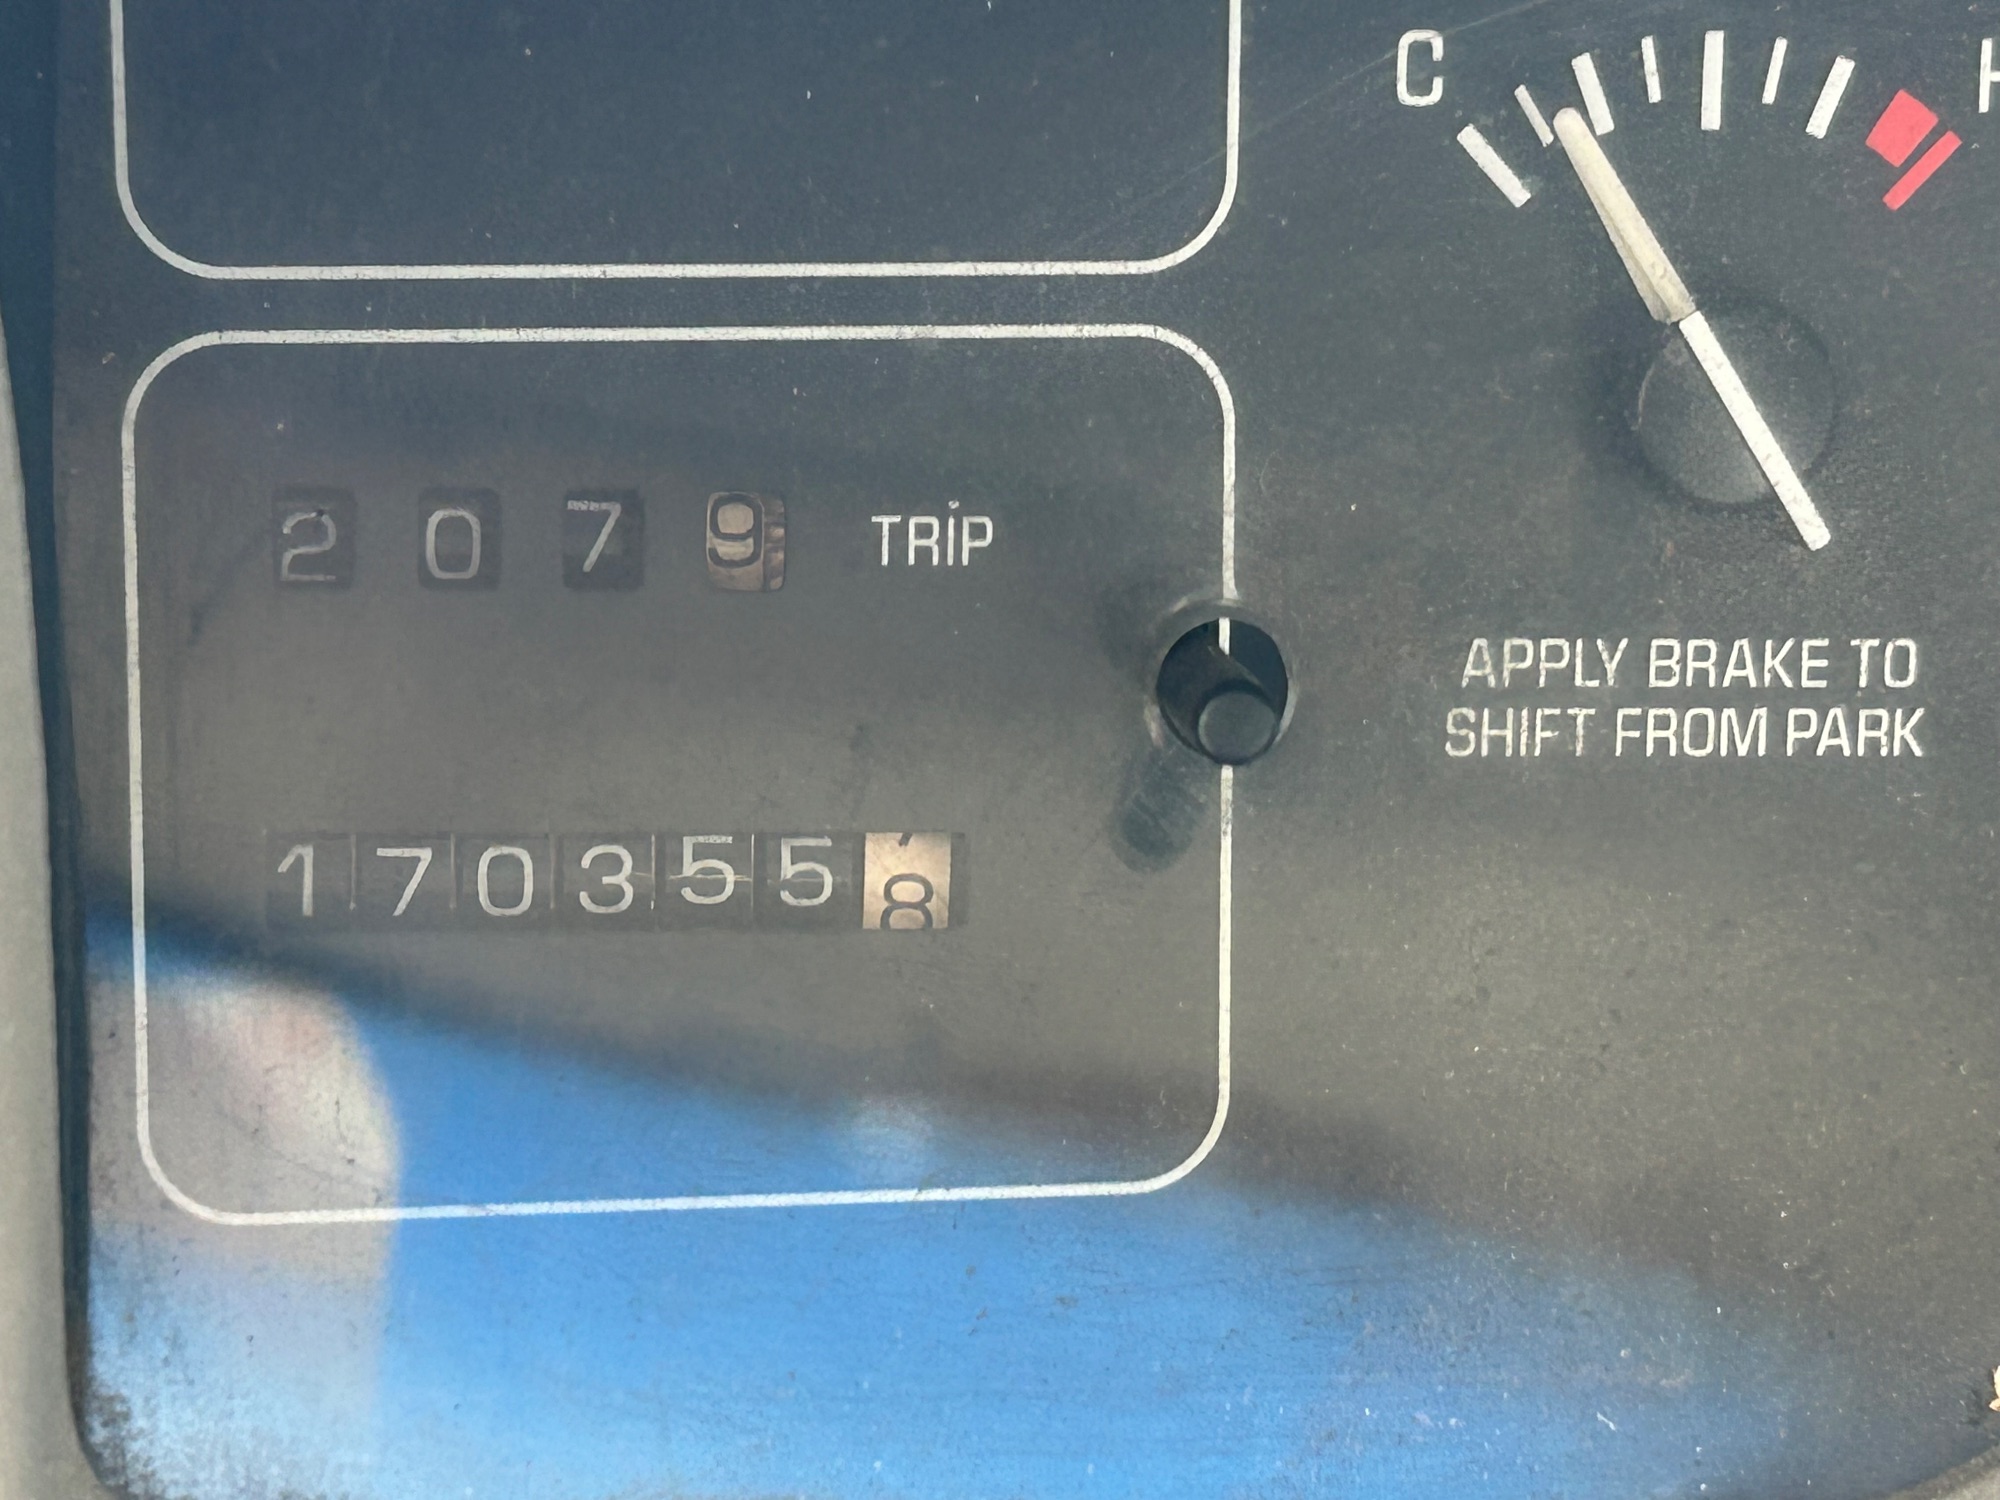 C H
2079 TRIP
APPLY BRAKE TO
SHIFT FROM PARK
1703558